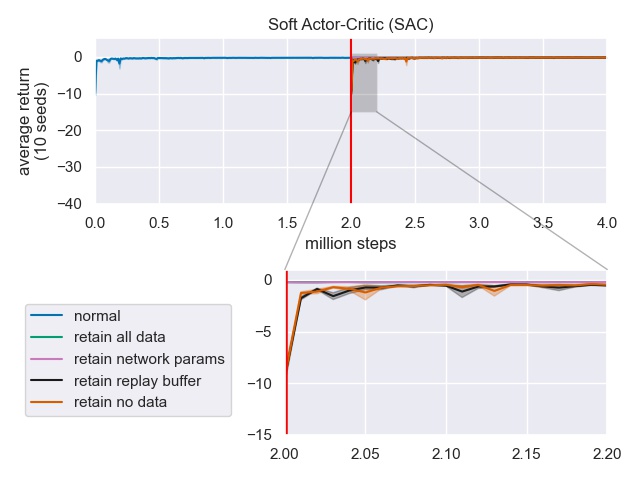 Soft Actor-Critic (SAC)
average return
(10 seeds)
0
−10
−20
−30
−40
0.0 0.5 1.0 1.5 2.0 2.5 3.0 3.5 4.0
million steps
normal
retain all data
retain network params
retain replay buffer
retain no data
0
−5
−10
−15
2.00 2.05 2.10 2.15 2.20